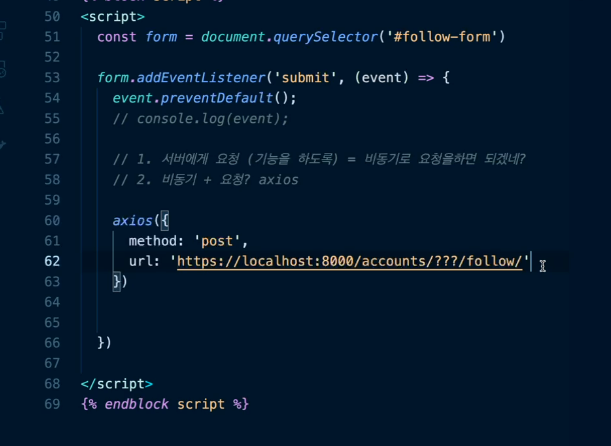 50 <script>
51 const form = document.querySelector('#follow-form')
52
53 form.addEventListener('submit', (event) => {
54 event.preventDefault();
55 // console.log(event);
56
57 // 1. 서버에게 요청 (기능을 하도록) = 비동기로 요청을하면 되겠네?
58 // 2. 비동기 + 요청? axios
59
60 axios({
61 method: 'post',
62 url: 'https://localhost:8000/accounts/???/follow/'
63 })
64
65
66 })
67
68 </script>
69 {% endblock script %}